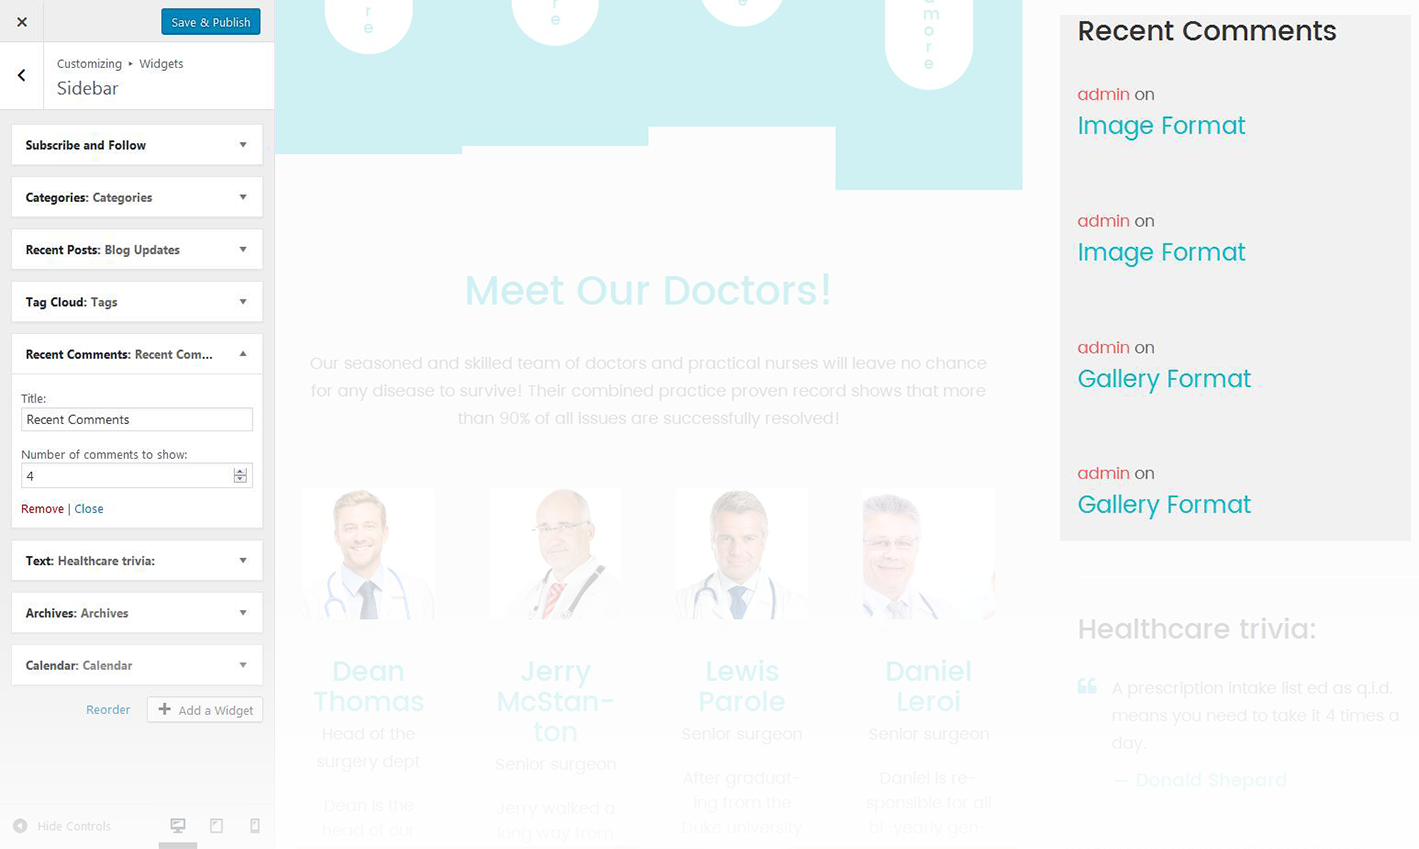 Save & Publish
Customizing ▸ Widgets
Sidebar
Subscribe and Follow
Categories: Categories
Recent Posts: Blog Updates
Tag Cloud: Tags
Recent Comments: Recent Com...
Title:
Recent Comments
Number of comments to show:
4
Remove | Close
Text: Healthcare trivia:
Archives: Archives
Calendar: Calendar
Reorder
Add a Widget
Hide Controls
r
e
r
e
e
m
o
r
e
Meet Our Doctors!
Our seasoned and skilled team of doctors and practical nurses will leave no chance
for any disease to survive! Their combined practice proven record shows that more
than 90% of all issues are successfully resolved!
Dean
Thomas
Head of the
surgery dept
Dean is the
head of our
Jerry
McStan-
ton
Senior surgeon
Jerry walked a
long way from
Lewis
Parole
Senior surgeon
After graduat-
ing from the
Duke university
Daniel
Leroi
Senior surgeon
Daniel is re-
sponsible for all
bi-yearly gen-
Recent Comments
admin on
Image Format
admin on
Image Format
admin on
Gallery Format
admin on
Gallery Format
Healthcare trivia:
A prescription intake list ed as q.i.d.
means you need to take it 4 times a
day.
— Donald Shepard